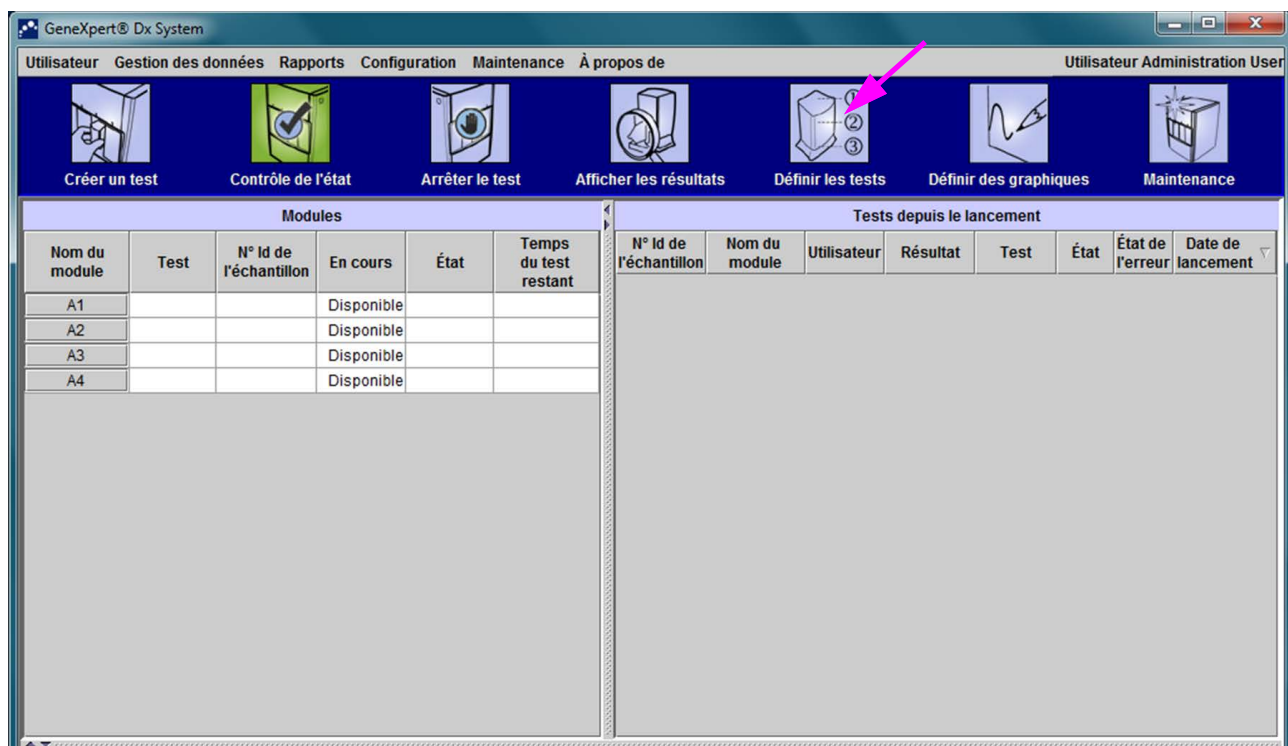 GeneXpert® Dx System
Utilisateur Gestion des données Rapports Configuration Maintenance À propos de Utilisateur Administration User
① ② ③
Créer un test Contrôle de l'état Arrêter le test Afficher les résultats Définir les tests Définir des graphiques Maintenance
Modules
Nom du module Test N° Id de l'échantillon En cours État Temps du test restant
A1 Disponible
A2 Disponible
A3 Disponible
A4 Disponible
Tests depuis le lancement
N° Id de l'échantillon Nom du module Utilisateur Résultat Test État État de l'erreur Date de lancement